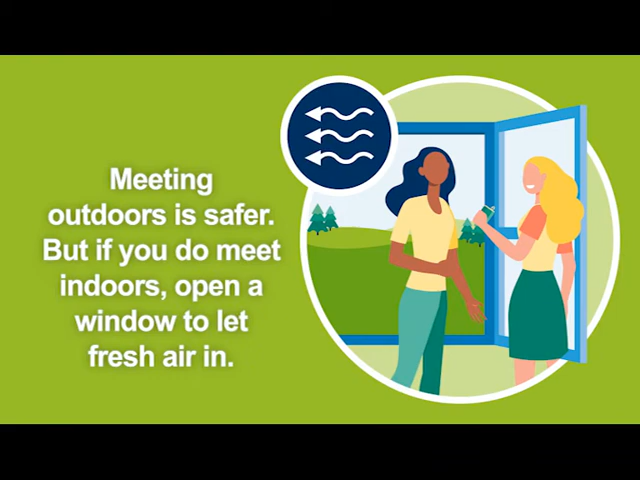 Meeting
outdoors is safer.
But if you do meet
indoors, open a
window to let
fresh air in.